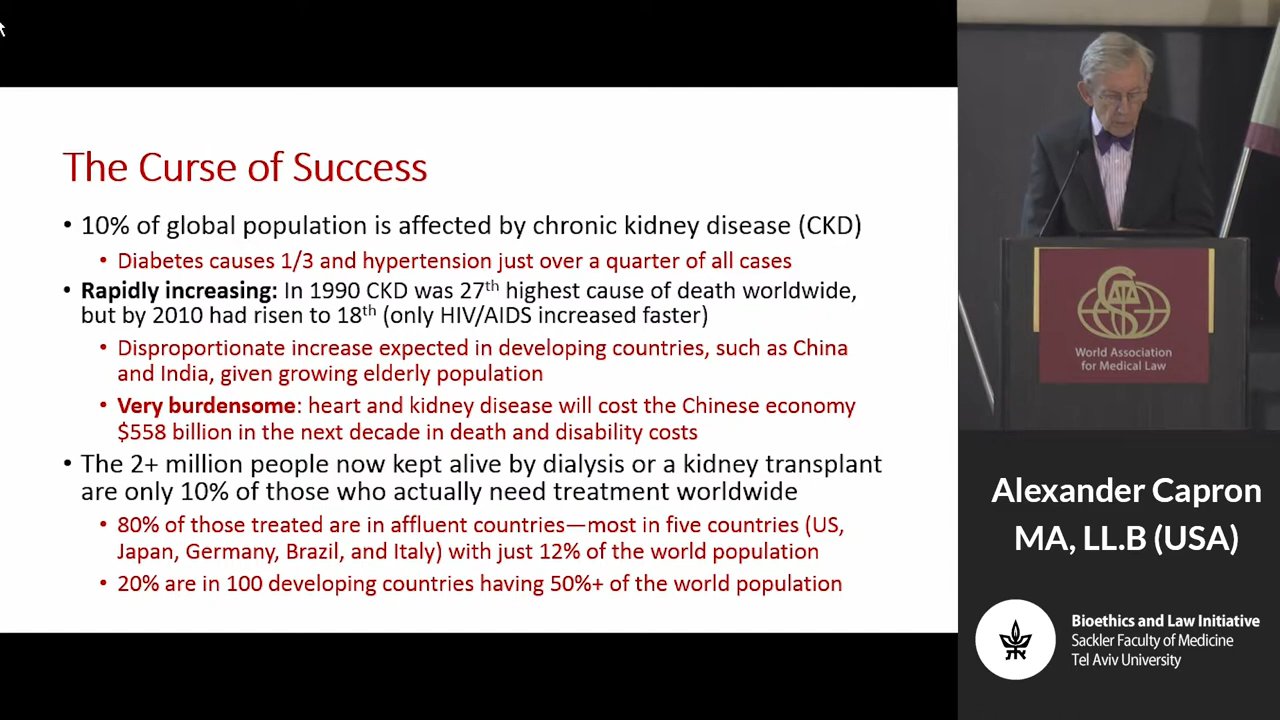 The Curse of Success
• 10% of global population is affected by chronic kidney disease (CKD)
• Diabetes causes 1/3 and hypertension just over a quarter of all cases
• Rapidly increasing: In 1990 CKD was 27th highest cause of death worldwide,
but by 2010 had risen to 18th (only HIV/AIDS increased faster)
• Disproportionate increase expected in developing countries, such as China
and India, given growing elderly population
• Very burdensome: heart and kidney disease will cost the Chinese economy
$558 billion in the next decade in death and disability costs
• The 2+ million people now kept alive by dialysis or a kidney transplant
are only 10% of those who actually need treatment worldwide
• 80% of those treated are in affluent countries—most in five countries (US,
Japan, Germany, Brazil, and Italy) with just 12% of the world population
• 20% are in 100 developing countries having 50%+ of the world population
World Association
for Medical Law
Alexander Capron
MA, LL.B (USA)
Bioethics and Law Initiative
Sackler Faculty of Medicine
Tel Aviv University